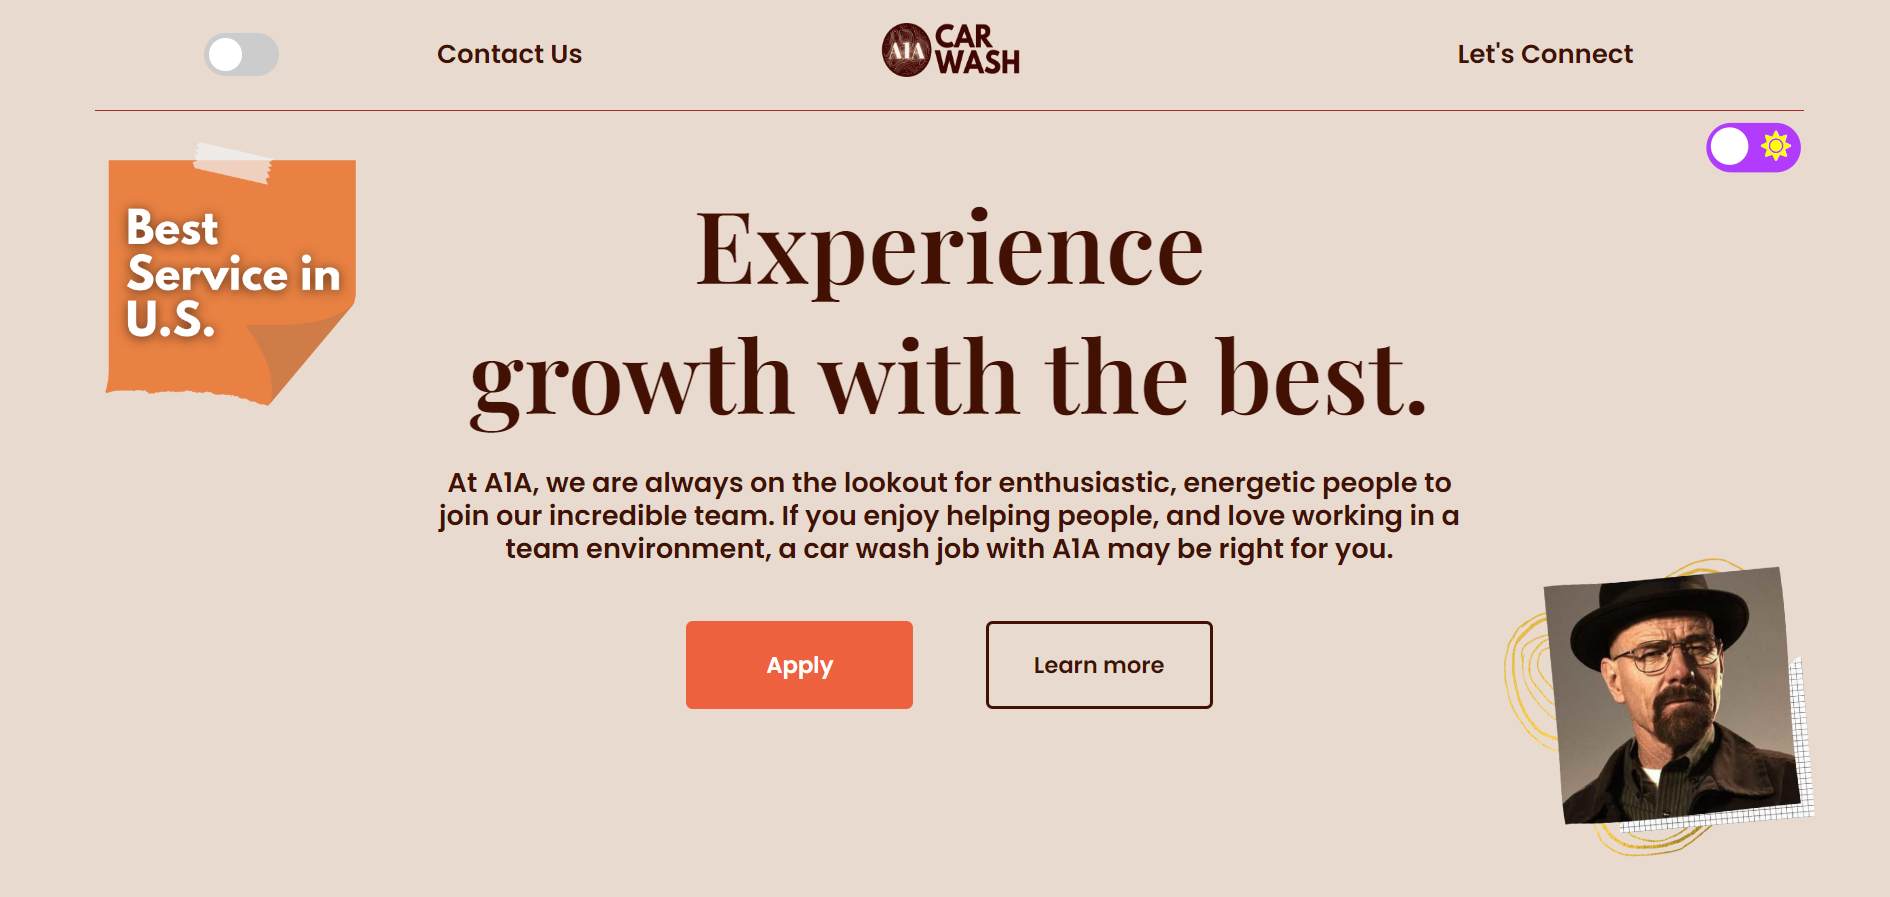 Contact Us
A1A
CAR
WASH
Let's Connect
Best
Service in
U.S.
Experience
growth with the best.
At A1A, we are always on the lookout for enthusiastic, energetic people to
join our incredible team. If you enjoy helping people, and love working in a
team environment, a car wash job with A1A may be right for you.
Apply
Learn more